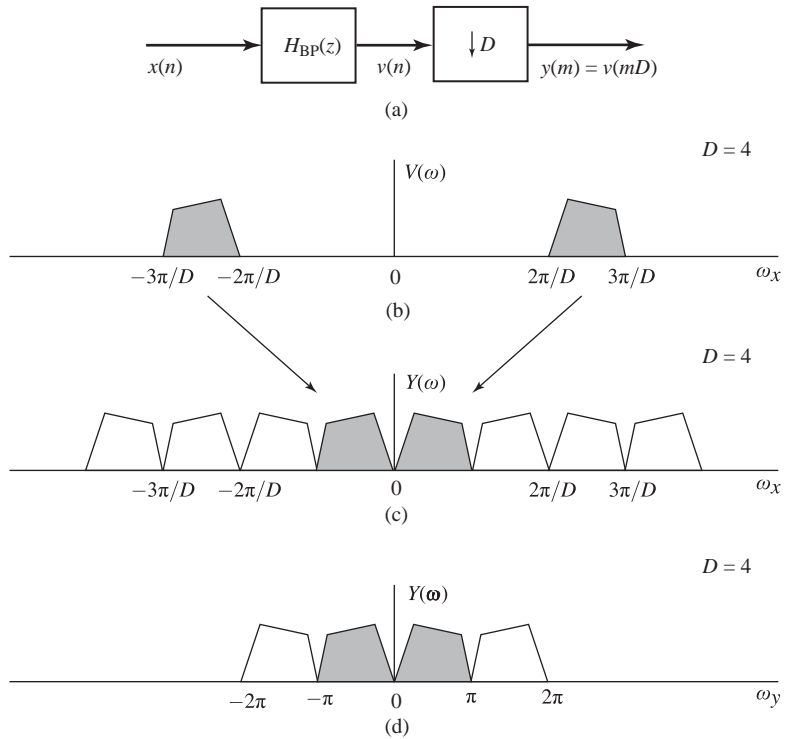 H_BP(z) ↓D
x(n) v(n) y(m) = v(mD)
(a)
D = 4
V(ω)
−3π/D −2π/D 0 2π/D 3π/D ω_x
(b)
D = 4
Y(ω)
−3π/D −2π/D 0 2π/D 3π/D ω_x
(c)
D = 4
Y(ω)
−2π −π 0 π 2π ω_y
(d)